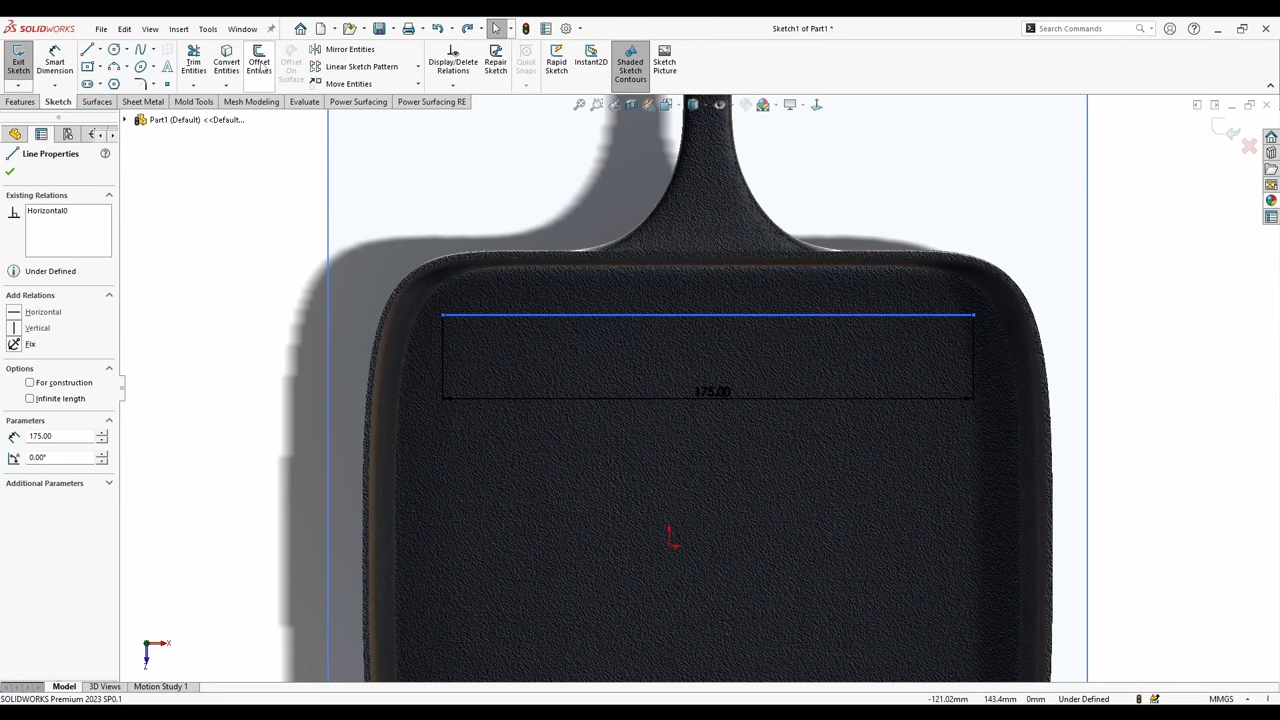 SOLIDWORKS
File Edit View Insert Tools Window
Sketch1 of Part1 *
Search Commands
Exit Sketch
Smart Dimension
Trim Entities
Convert Entities
Offset Entities
Offset On Surface
Mirror Entities
Linear Sketch Pattern
Move Entities
Display/Delete Relations
Repair Sketch
Quick Snaps
Rapid Sketch
Instant2D
Shaded Sketch Contours
Sketch Picture
Features Sketch Surfaces Sheet Metal Mold Tools Mesh Modeling Evaluate Power Surfacing Power Surfacing RE
Part1 (Default) <<Default...
Line Properties
Existing Relations
Horizontal0
Under Defined
Add Relations
Horizontal
Vertical
Fix
Options
For construction
Infinite length
Parameters
175.00
0.00°
Additional Parameters
175.00
X
Z
Model 3D Views Motion Study 1
SOLIDWORKS Premium 2023 SP0.1
-121.02mm 143.4mm 0mm Under Defined MMGS